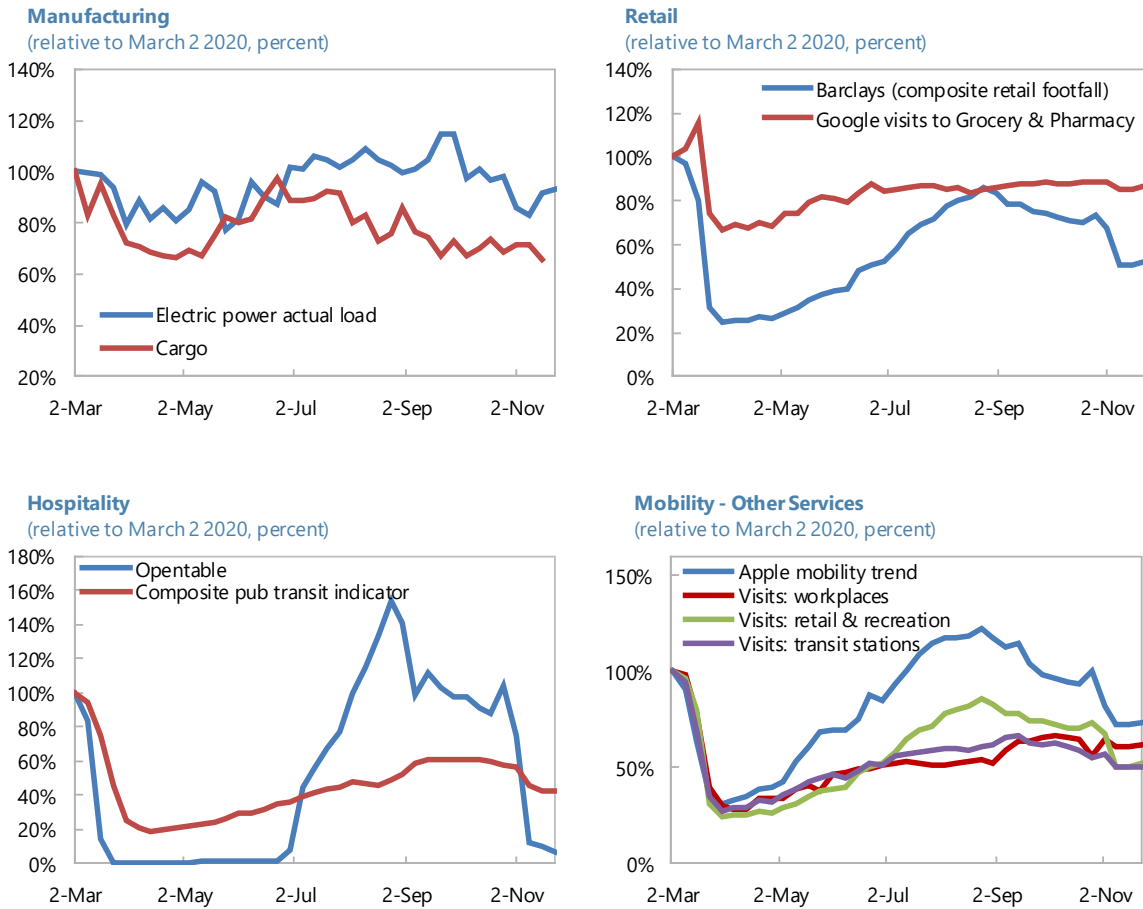 Manufacturing
(relative to March 2 2020, percent)
140%
120%
100%
80%
60%
40%
20%
Electric power actual load
Cargo
2-Mar 2-May 2-Jul 2-Sep 2-Nov
Retail
(relative to March 2 2020, percent)
140%
120%
100%
80%
60%
40%
20%
0%
Barclays (composite retail footfall)
Google visits to Grocery & Pharmacy
2-Mar 2-May 2-Jul 2-Sep 2-Nov
Hospitality
(relative to March 2 2020, percent)
180%
160%
140%
120%
100%
80%
60%
40%
20%
0%
Opentable
Composite pub transit indicator
2-Mar 2-May 2-Jul 2-Sep 2-Nov
Mobility - Other Services
(relative to March 2 2020, percent)
150%
100%
50%
0%
Apple mobility trend
Visits: workplaces
Visits: retail & recreation
Visits: transit stations
2-Mar 2-May 2-Jul 2-Sep 2-Nov